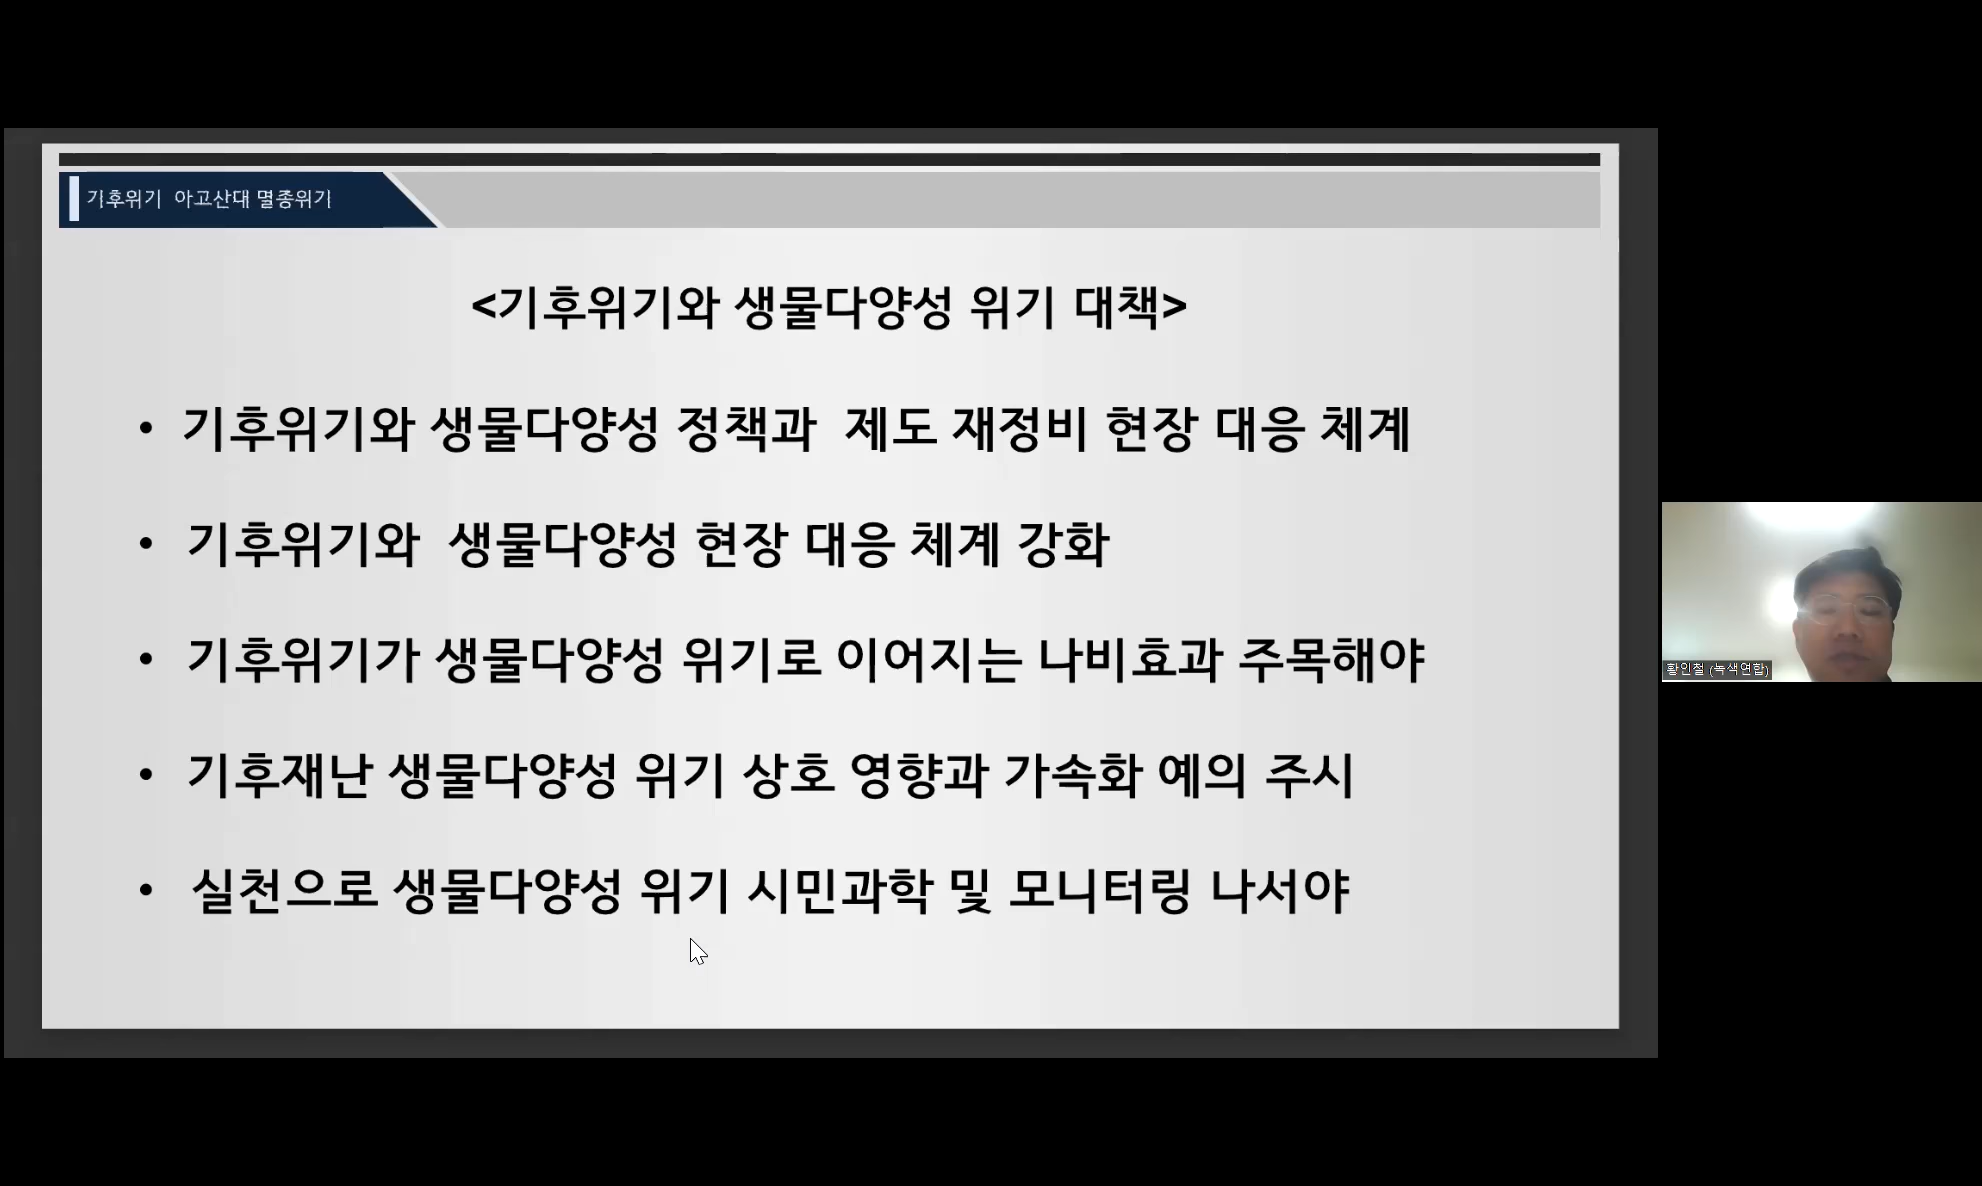 기후위기  아고산대 멸종위기
<기후위기와 생물다양성 위기 대책>
• 기후위기와 생물다양성 정책과  제도 재정비 현장 대응 체계
• 기후위기와  생물다양성 현장 대응 체계 강화
• 기후위기가 생물다양성 위기로 이어지는 나비효과 주목해야
• 기후재난 생물다양성 위기 상호 영향과 가속화 예의 주시
• 실천으로 생물다양성 위기 시민과학 및 모니터링 나서야
황인철 (녹색연합)